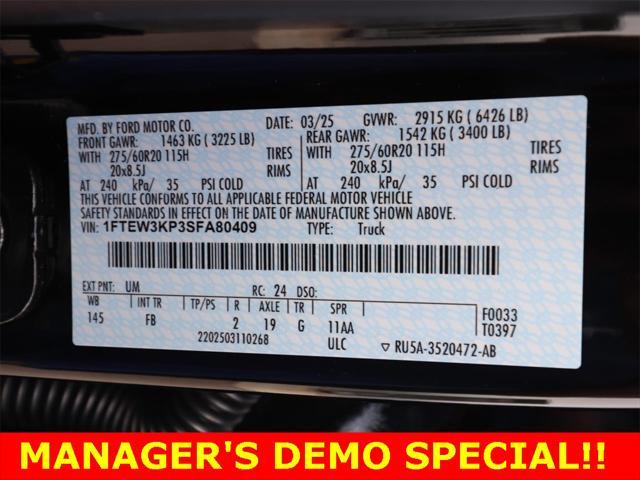 MFD. BY FORD MOTOR CO.
DATE: 03/25 GVWR: 2915 KG ( 6426 LB)
FRONT GAWR: 1463 KG ( 3225 LB) REAR GAWR: 1542 KG ( 3400 LB)
WITH 275/60R20 115H TIRES WITH 275/60R20 115H TIRES
20x8.5J RIMS 20x8.5J RIMS
AT 240 kPa/ 35 PSI COLD AT 240 kPa/ 35 PSI COLD
THIS VEHICLE CONFORMS TO ALL APPLICABLE FEDERAL MOTOR VEHICLE
SAFETY STANDARDS IN EFFECT ON THE DATE OF MANUFACTURE SHOWN ABOVE.
VIN: 1FTEW3KP3SFA80409 TYPE: Truck
EXT PNT: UM RC: 24 DSO:
WB INT TR TP/PS R AXLE TR SPR F0033
145 FB 2 19 G 11AA T0397
2202503110268 ULC ▽ RU5A-3520472-AB
MANAGER'S DEMO SPECIAL!!